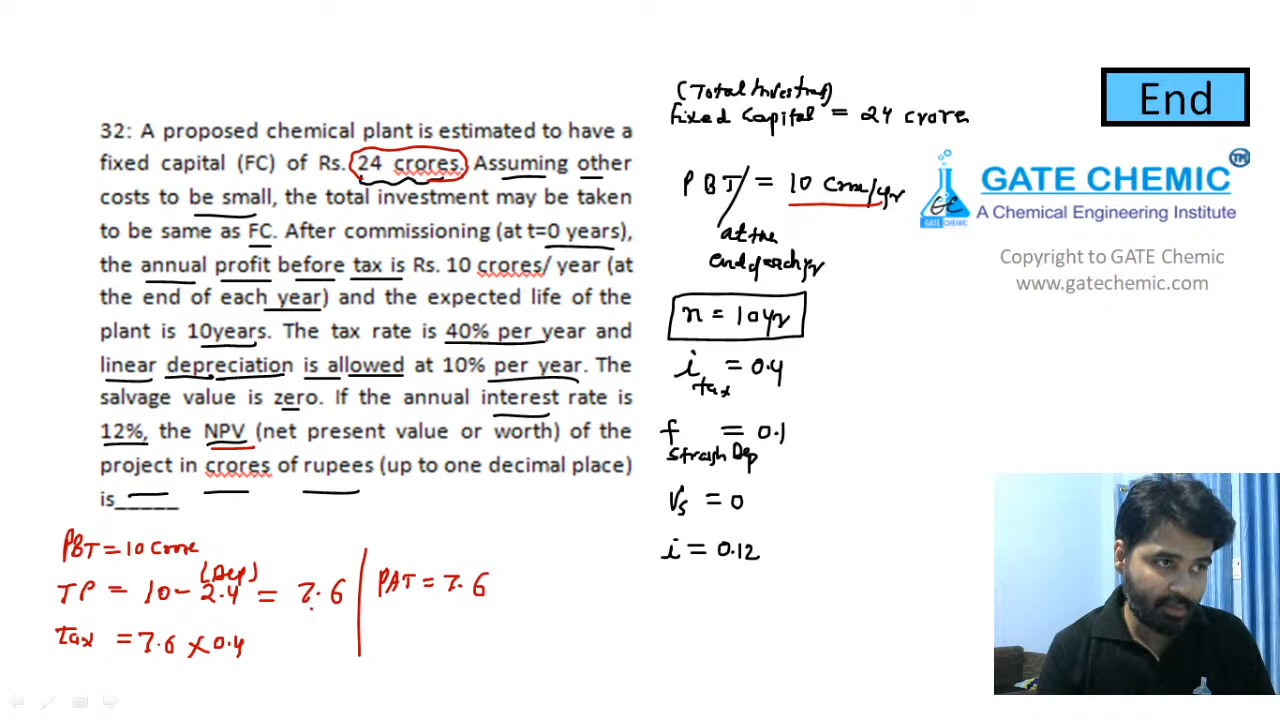 32: A proposed chemical plant is estimated to have a
fixed capital (FC) of Rs. 24 crores. Assuming other
costs to be small, the total investment may be taken
to be same as FC. After commissioning (at t=0 years),
the annual profit before tax is Rs. 10 crores/ year (at
the end of each year) and the expected life of the
plant is 10years. The tax rate is 40% per year and
linear depreciation is allowed at 10% per year. The
salvage value is zero. If the annual interest rate is
12%, the NPV (net present value or worth) of the
project in crores of rupees (up to one decimal place)
is_____
PBT = 10 crore
(Dep)
TP = 10 - 2.4 = 7.6
tax = 7.6 x 0.4
PAT = 7.6
(Total
fixed capital = 24 crore
PBT = 10
at the
end of each yr
n = 10 yr
i tax = 0.4
f = 0.1
Dep
Vs = 0
i = 0.12
End
GATE CHEMIC TM
GATE CHEMIC
A Chemical Engineering Institute
Copyright to GATE Chemic
www.gatechemic.com